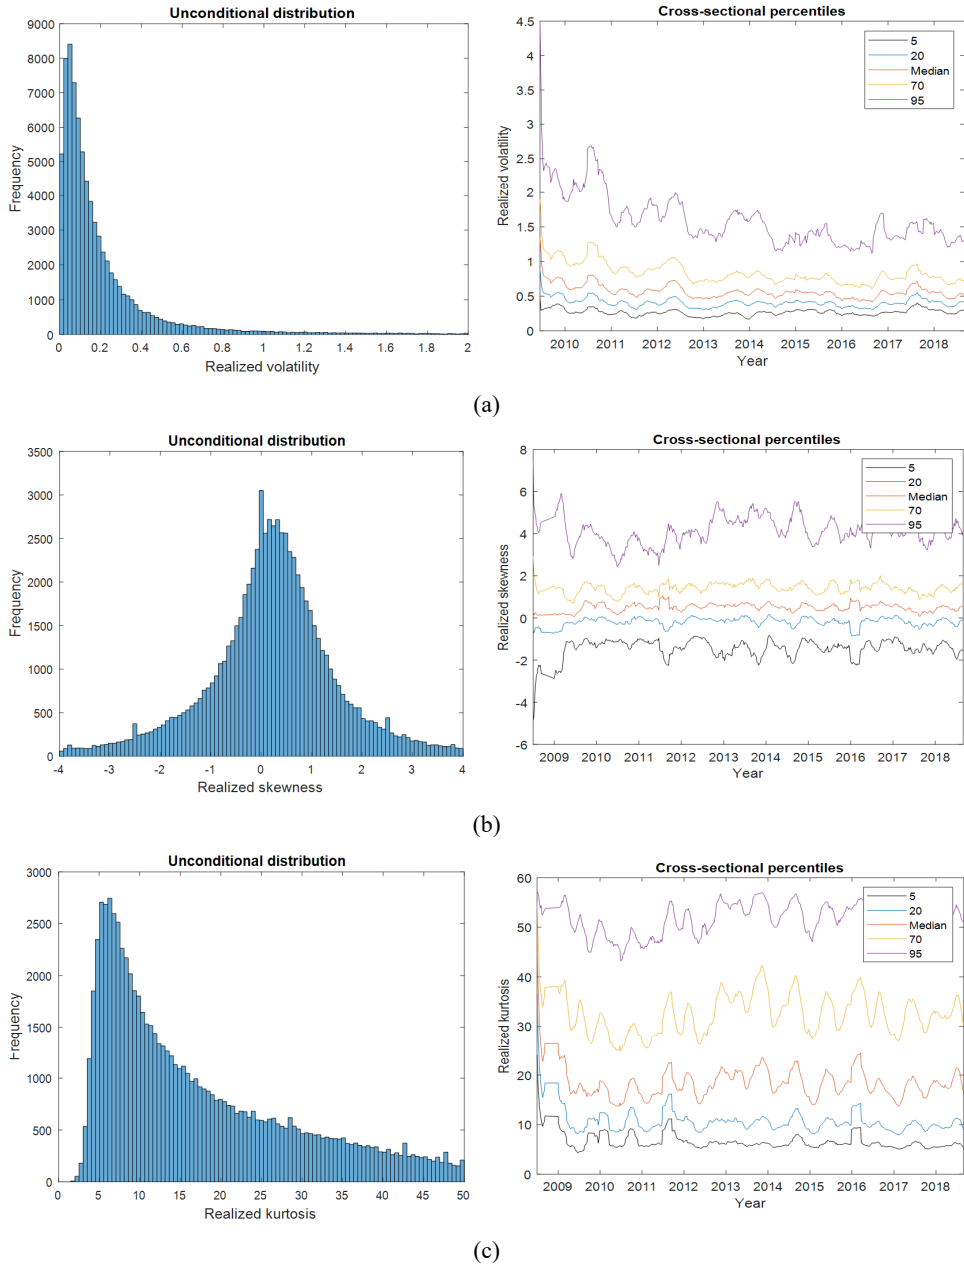 Unconditional distribution
9000
8000
7000
6000
5000
4000
3000
2000
1000
0
Frequency
0 0.2 0.4 0.6 0.8 1 1.2 1.4 1.6 1.8 2
Realized volatility
Cross-sectional percentiles
4.5
4
3.5
3
2.5
2
1.5
1
0.5
0
Realized volatility
5
20
Median
70
95
2010 2011 2012 2013 2014 2015 2016 2017 2018
Year
(a)
Unconditional distribution
3500
3000
2500
2000
1500
1000
500
0
Frequency
-4 -3 -2 -1 0 1 2 3 4
Realized skewness
Cross-sectional percentiles
8
6
4
2
0
-2
-4
-6
Realized skewness
5
20
Median
70
95
2009 2010 2011 2012 2013 2014 2015 2016 2017 2018
Year
(b)
Unconditional distribution
3000
2500
2000
1500
1000
500
0
Frequency
0 5 10 15 20 25 30 35 40 45 50
Realized kurtosis
Cross-sectional percentiles
60
50
40
30
20
10
0
Realized kurtosis
5
20
Median
70
95
2009 2010 2011 2012 2013 2014 2015 2016 2017 2018
Year
(c)